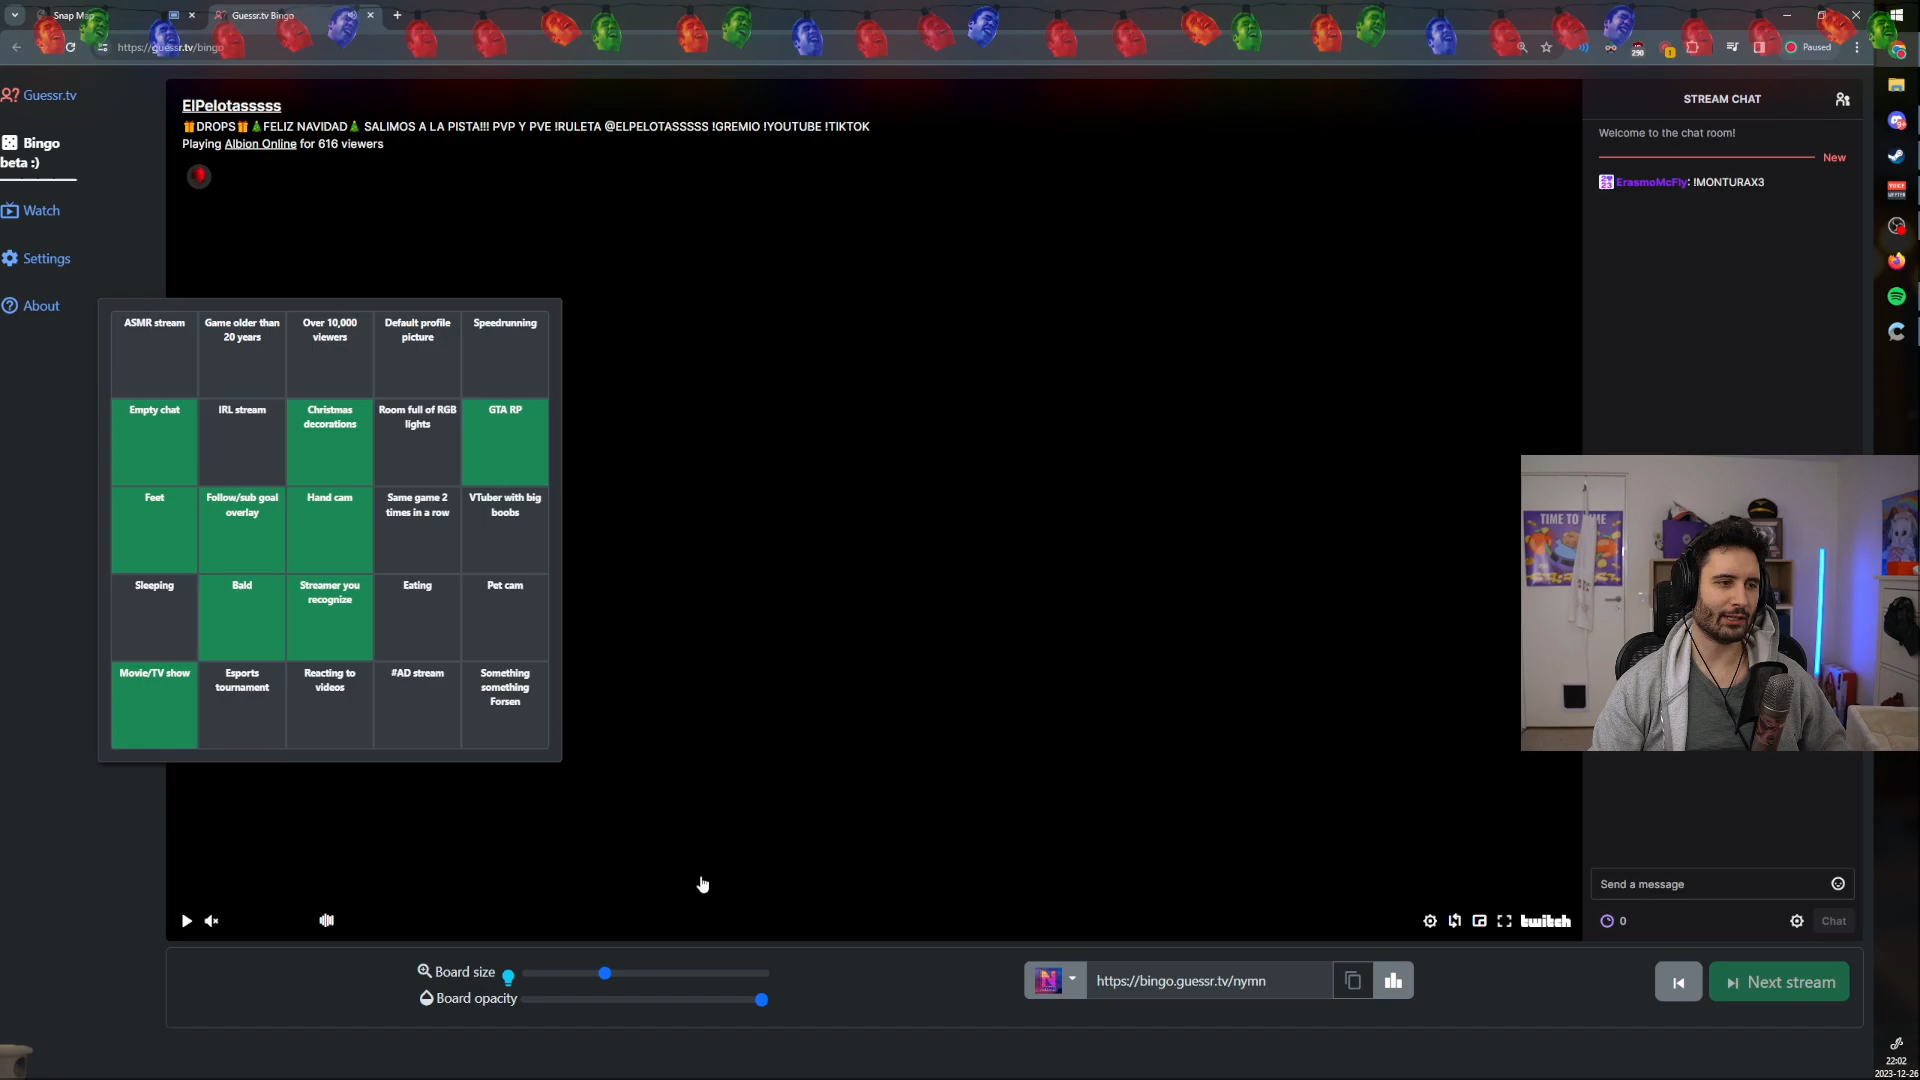 Snap Map
Guessr.tv Bingo
https://guessr.tv/bingo
290
1
Paused
Guessr.tv
Bingo
beta :)
Watch
Settings
About
ElPelotasssss
🎁DROPS🎁🎄FELIZ NAVIDAD🎄 SALIMOS A LA PISTA!!! PVP Y PVE !RULETA @ELPELOTASSSSS !GREMIO !YOUTUBE !TIKTOK
Playing Albion Online for 616 viewers
ASMR stream
Game older than
20 years
Over 10,000
viewers
Default profile
picture
Speedrunning
Empty chat
IRL stream
Christmas
decorations
Room full of RGB
lights
GTA RP
Feet
Follow/sub goal
overlay
Hand cam
Same game 2
times in a row
VTuber with big
boobs
Sleeping
Bald
Streamer you
recognize
Eating
Pet cam
Movie/TV show
Esports
tournament
Reacting to
videos
#AD stream
Something
something
Forsen
STREAM CHAT
Welcome to the chat room!
New
ErasmoMcFly: !MONTURAX3
TIME TO
Send a message
0
Chat
twitch
Board size
Board opacity
N
https://bingo.guessr.tv/nymn
Next stream
22:02
2023-12-26